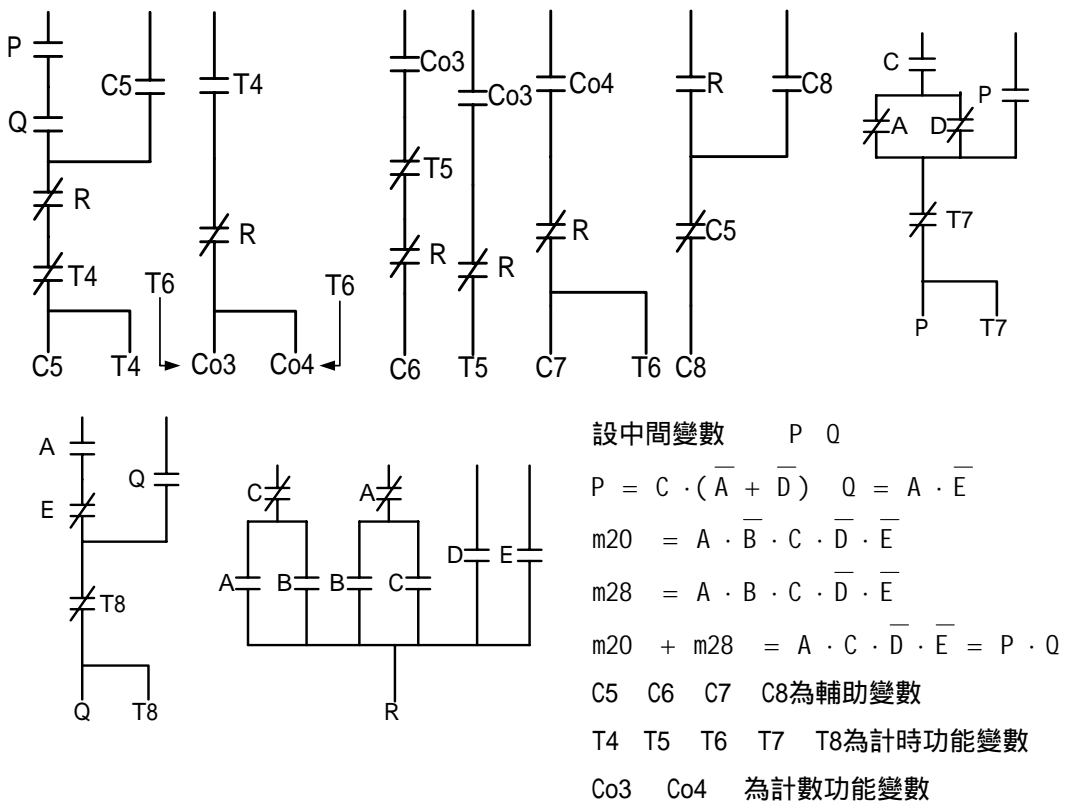 P
C5
T4
Q
R
R
T4
T6
T6
C5
T4
Co3
Co4
Co3
Co3
T5
R
R
C6
T5
Co4
R
C7
T6
R
C8
C5
C8
C
A
D
P
T7
P
T7
A
Q
E
T8
Q
T8
C
A
A
B
B
C
D
E
R
設中間變數 P Q
P = C ·( A̅ + D̅ ) Q = A · E̅
m20 = A · B̅ · C · D̅ · E̅
m28 = A · B · C · D̅ · E̅
m20 + m28 = A · C · D̅ · E̅ = P · Q
C5 C6 C7 C8為輔助變數
T4 T5 T6 T7 T8為計時功能變數
Co3 Co4 為計數功能變數